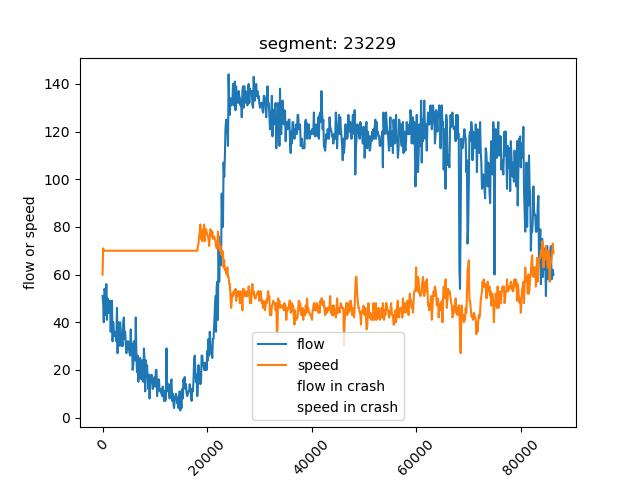 segment: 23229
flow or speed
140
120
100
80
60
40
20
0
flow
speed
flow in crash
speed in crash
0
20000
40000
60000
80000